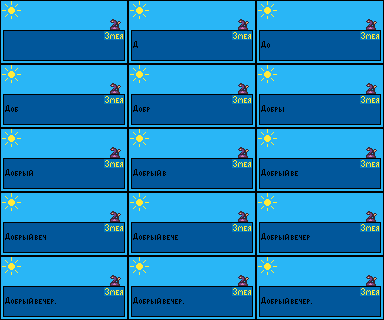 Змея
Змея
Д
Змея
До
Змея
Доб
Змея
Добр
Змея
Добры
Змея
Добрый
Змея
Добрый в
Змея
Добрый ве
Змея
Добрый веч
Змея
Добрый вече
Змея
Добрый вечер
Змея
Добрый вечер.
Змея
Добрый вечер.
Змея
Добрый вечер.